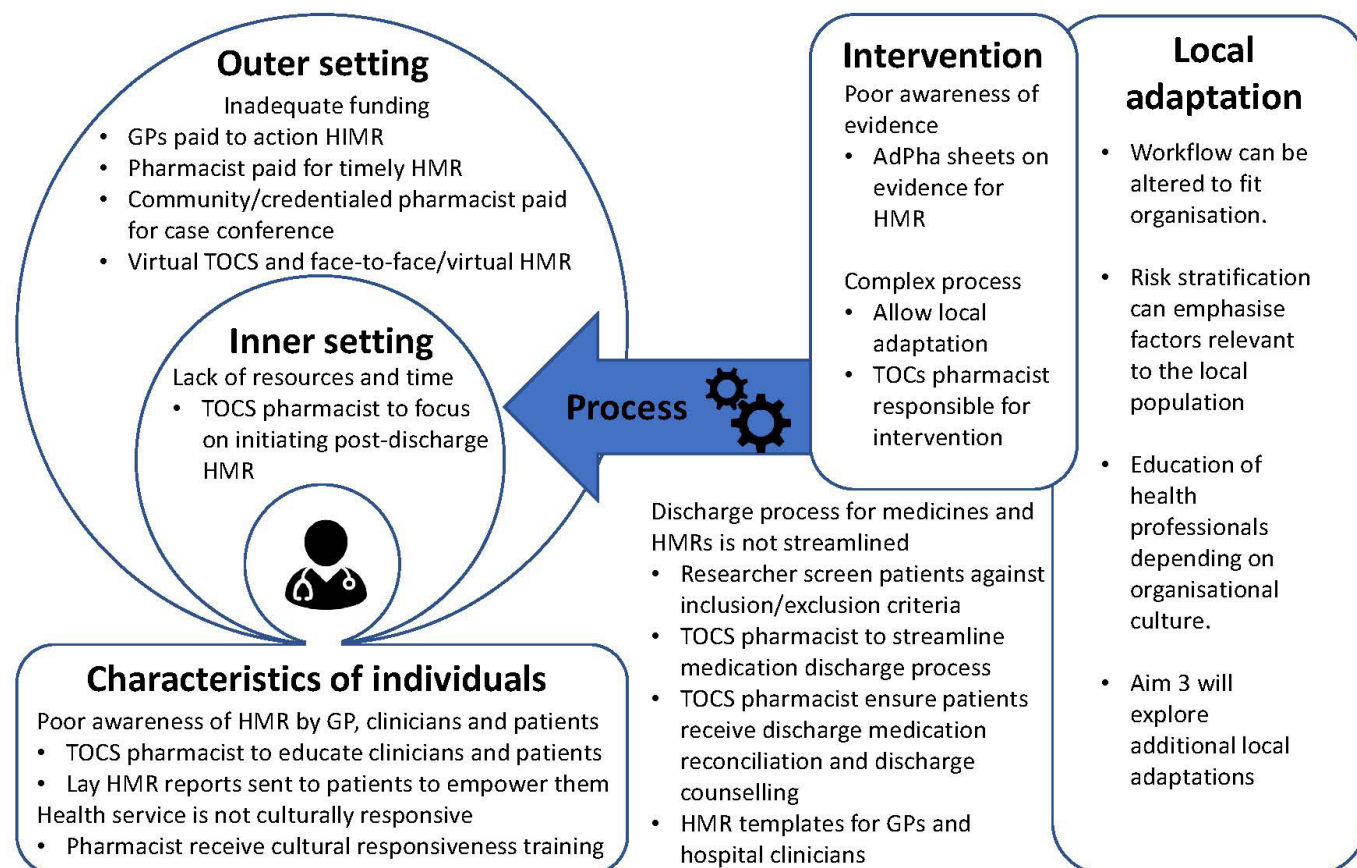 Outer setting
Inadequate funding
• GPs paid to action HIMR
• Pharmacist paid for timely HMR
• Community/credentialed pharmacist paid
for case conference
• Virtual TOCS and face-to-face/virtual HMR
Inner setting
Lack of resources and time
• TOCS pharmacist to focus
on initiating post-discharge
HMR
Characteristics of individuals
Poor awareness of HMR by GP, clinicians and patients
• TOCS pharmacist to educate clinicians and patients
• Lay HMR reports sent to patients to empower them
Health service is not culturally responsive
• Pharmacist receive cultural responsiveness training
Process
Discharge process for medicines and
HMRs is not streamlined
• Researcher screen patients against
inclusion/exclusion criteria
• TOCS pharmacist to streamline
medication discharge process
• TOCS pharmacist ensure patients
receive discharge medication
reconciliation and discharge
counselling
• HMR templates for GPs and
hospital clinicians
Intervention
Poor awareness of
evidence
• AdPha sheets on
evidence for
HMR
Complex process
• Allow local
adaptation
• TOCs pharmacist
responsible for
intervention
Local
adaptation
• Workflow can be
altered to fit
organisation.
• Risk stratification
can emphasise
factors relevant
to the local
population
• Education of
health
professionals
depending on
organisational
culture.
• Aim 3 will
explore
additional local
adaptations